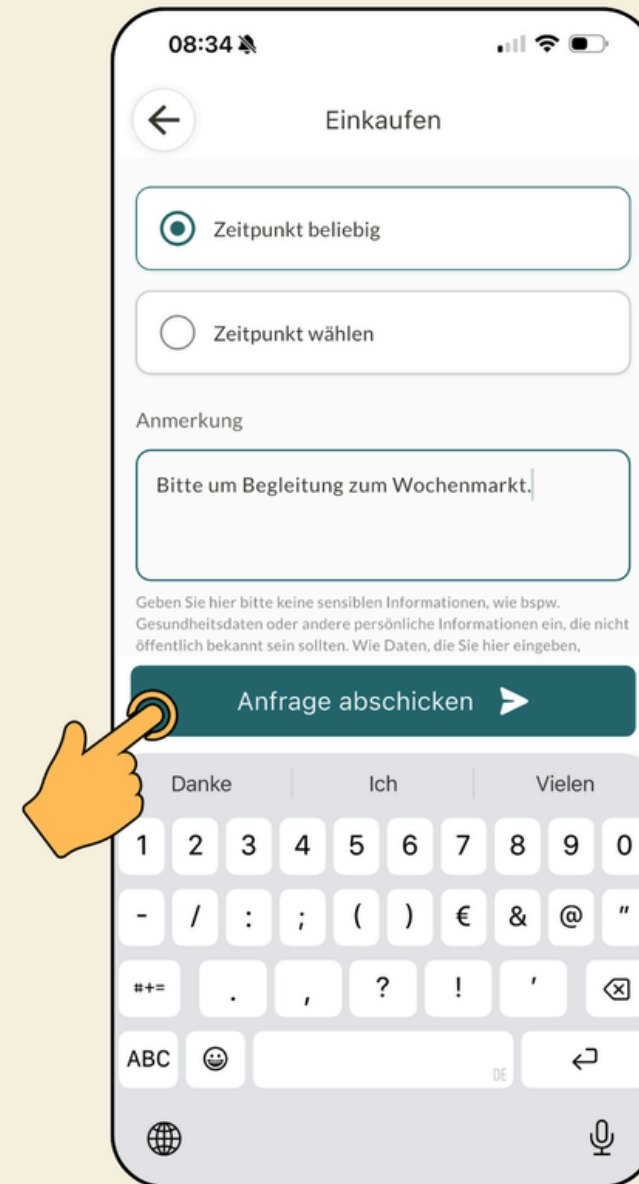 08:34
Einkaufen
Zeitpunkt beliebig
Zeitpunkt wählen
Anmerkung
Bitte um Begleitung zum Wochenmarkt.
Geben Sie hier bitte keine sensiblen Informationen, wie bspw.
Gesundheitsdaten oder andere persönliche Informationen ein, die nicht
öffentlich bekannt sein sollten. Wie Daten, die Sie hier eingeben,
Anfrage abschicken
Danke Ich Vielen
1 2 3 4 5 6 7 8 9 0
- / : ; ( ) € & @ "
#+= . , ? ! '
ABC DE